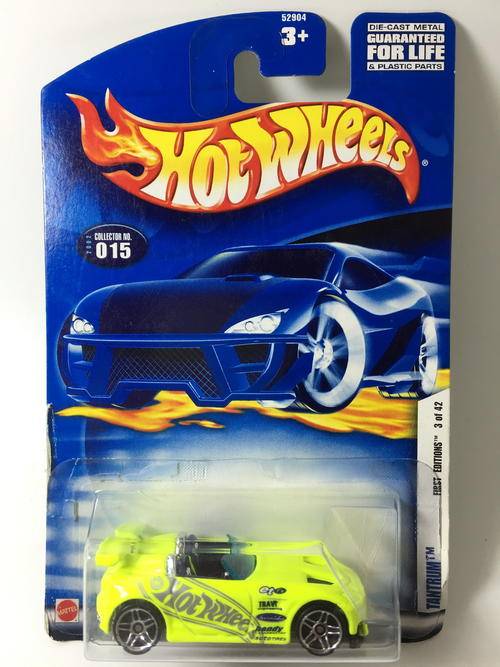 52904
3+
DIE-CAST METAL
GUARANTEED
FOR LIFE
& PLASTIC PARTS
HOT WHEELS
®
2002
COLLECTOR NO.
015
FIRST EDITIONS™ 3 of 42
TANTRUM™
MATTEL
HOT WHEELS